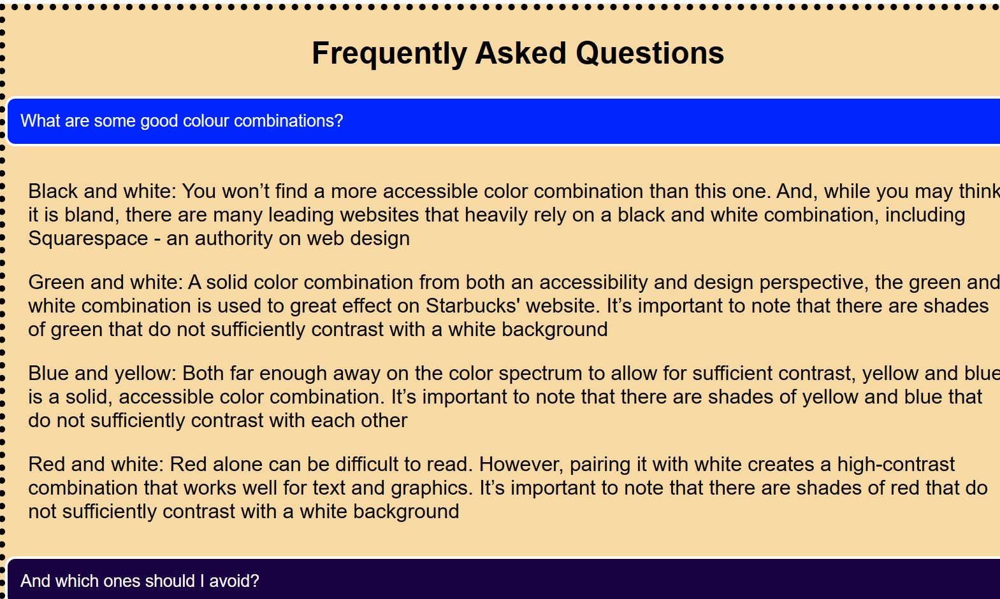 Frequently Asked Questions
What are some good colour combinations?
Black and white: You won’t find a more accessible color combination than this one. And, while you may think
it is bland, there are many leading websites that heavily rely on a black and white combination, including
Squarespace - an authority on web design
Green and white: A solid color combination from both an accessibility and design perspective, the green and
white combination is used to great effect on Starbucks' website. It’s important to note that there are shades
of green that do not sufficiently contrast with a white background
Blue and yellow: Both far enough away on the color spectrum to allow for sufficient contrast, yellow and blue
is a solid, accessible color combination. It’s important to note that there are shades of yellow and blue that
do not sufficiently contrast with each other
Red and white: Red alone can be difficult to read. However, pairing it with white creates a high-contrast
combination that works well for text and graphics. It’s important to note that there are shades of red that do
not sufficiently contrast with a white background
And which ones should I avoid?